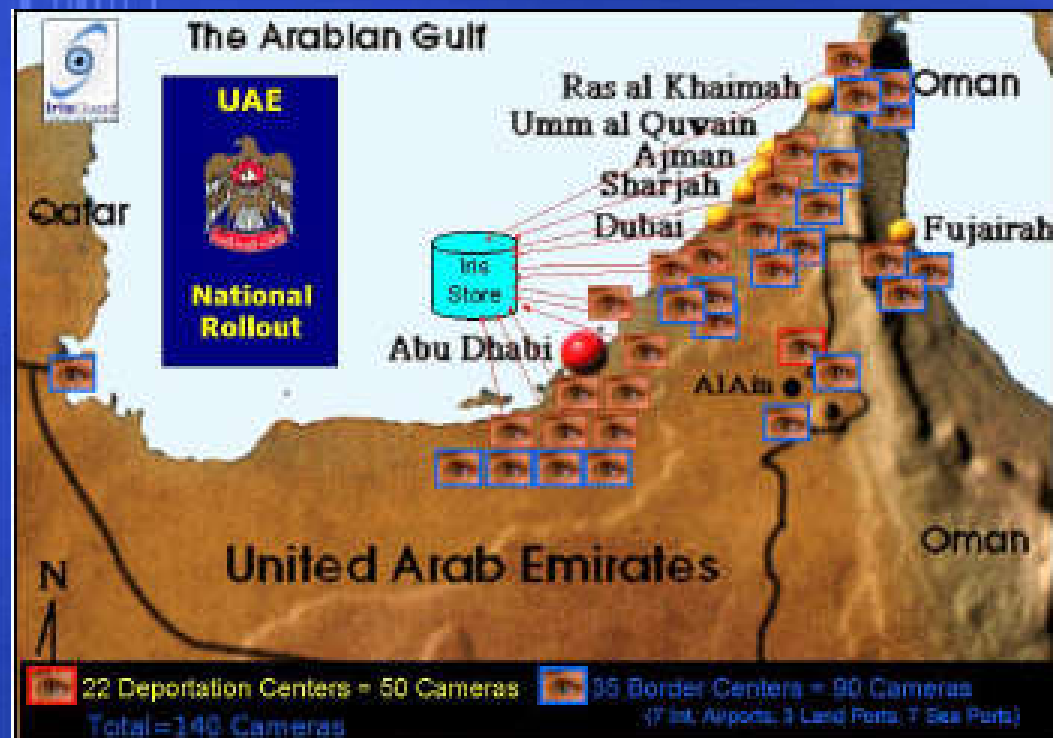 The Arabian Gulf
IrisGuard
UAE
National
Rollout
Qatar
Ras al Khaimah
Oman
Umm al Quwain
Ajman
Sharjah
Dubai
Fujairah
Iris
Store
Abu Dhabi
Al Ain
United Arab Emirates
Oman
N
22 Deportation Centers = 50 Cameras
35 Border Centers = 90 Cameras
Total=140 Cameras
(7 Int. Airports, 3 Land Ports, 7 Sea Ports)